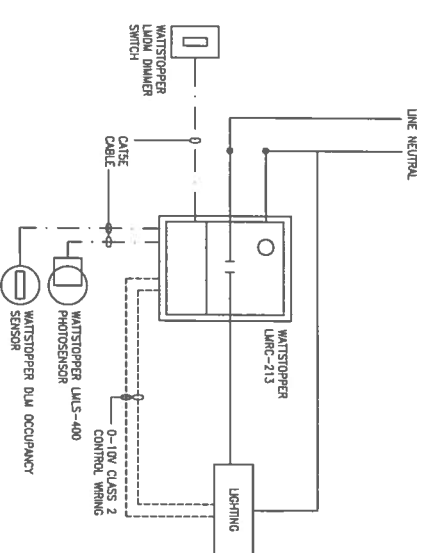 LINE NEUTRAL
WATTSTOPPER
LMDM DIMMER
SWITCH
CAT5E
CABLE
WATTSTOPPER
LMRC-213
WATTSTOPPER LMLS-400
PHOTOSENSOR
WATTSTOPPER DLM OCCUPANCY
SENSOR
0-10V CLASS 2
CONTROL WIRING
LIGHTING